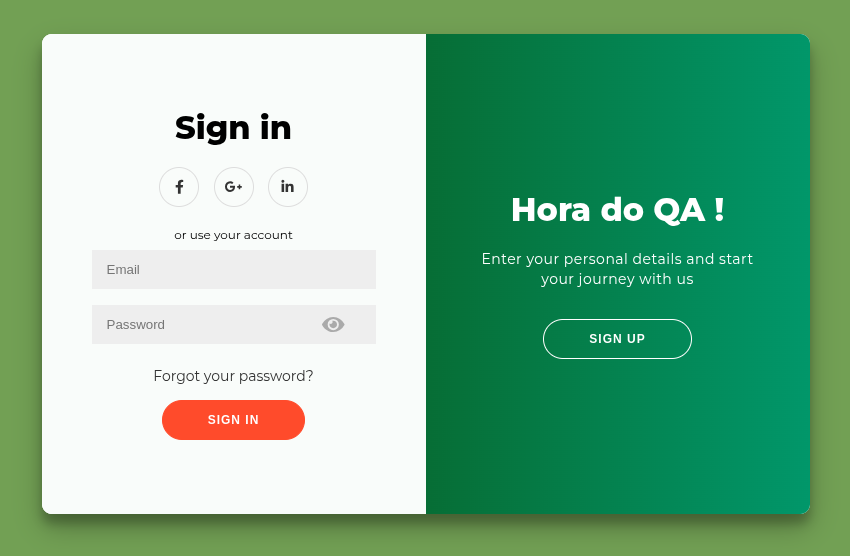 Sign in
G+
in
or use your account
Email
Password
Forgot your password?
SIGN IN
Hora do QA !
Enter your personal details and start
your journey with us
SIGN UP